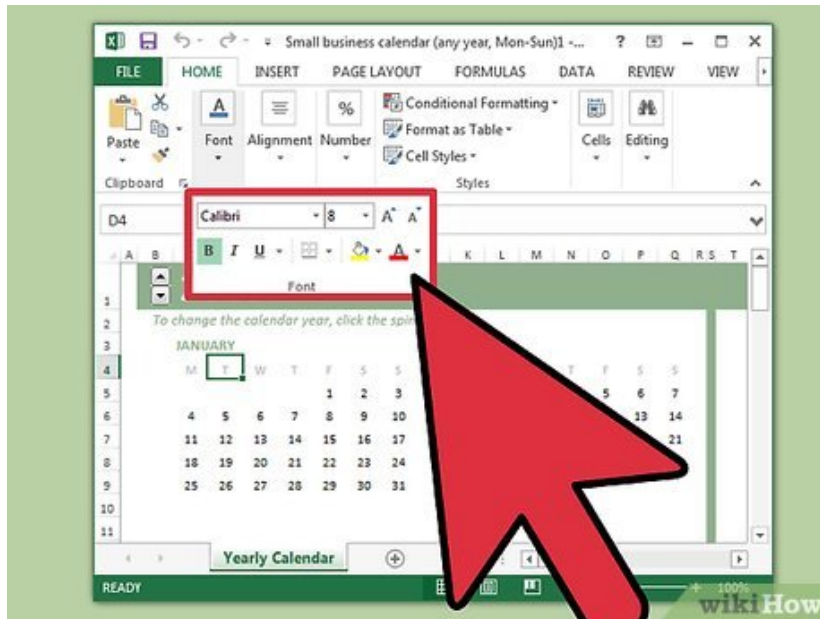 Small business calendar (any year, Mon-Sun)1 -... ?
FILE HOME INSERT PAGE LAYOUT FORMULAS DATA REVIEW VIEW
Paste Font Alignment Number Conditional Formatting Cells Editing
Format as Table
Cell Styles
Clipboard Styles
D4 Calibri 8 A A
B I U A
Font
A B K L M N O P Q R S T
1
2 To change the calendar year, click the spin
3 JANUARY
4 M T W T F S S T F S S
5 1 2 3 5 6 7
6 4 5 6 7 8 9 10 13 14
7 11 12 13 14 15 16 17 21
8 18 19 20 21 22 23 24
9 25 26 27 28 29 30 31
10
11
Yearly Calendar
READY 100%
wikiHow